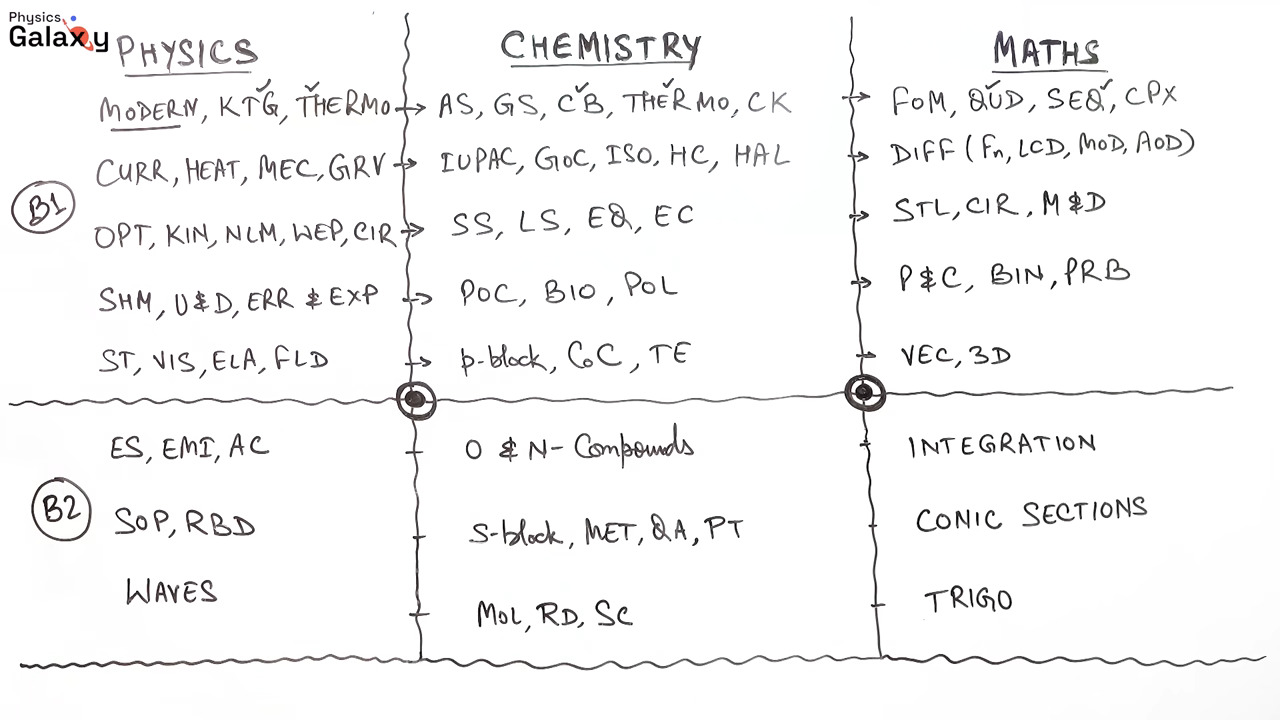 Physics
Galaxy
PHYSICS
CHEMISTRY
MATHS
MODERN, KTG, THERMO
AS, GS, CB, THERMO, CK
FOM, QUD, SEQ, CPX
CURR, HEAT, MEC, GRV
IUPAC, GOC, ISO, HC, HAL
DIFF (Fn, LCD, MOD, AOD)
B1
OPT, KIN, NLM, WEP, CIR
SS, LS, EQ, EC
STL, CIR, M&D
SHM, U&D, ERR & EXP
POC, BIO, POL
P&C, BIN, PRB
ST, VIS, ELA, FLD
p-block, CoC, TE
VEC, 3D
ES, EMI, AC
O & N- Compounds
INTEGRATION
B2
SOP, RBD
S-block, MET, QA, PT
CONIC SECTIONS
WAVES
MOL, RD, SC
TRIGO